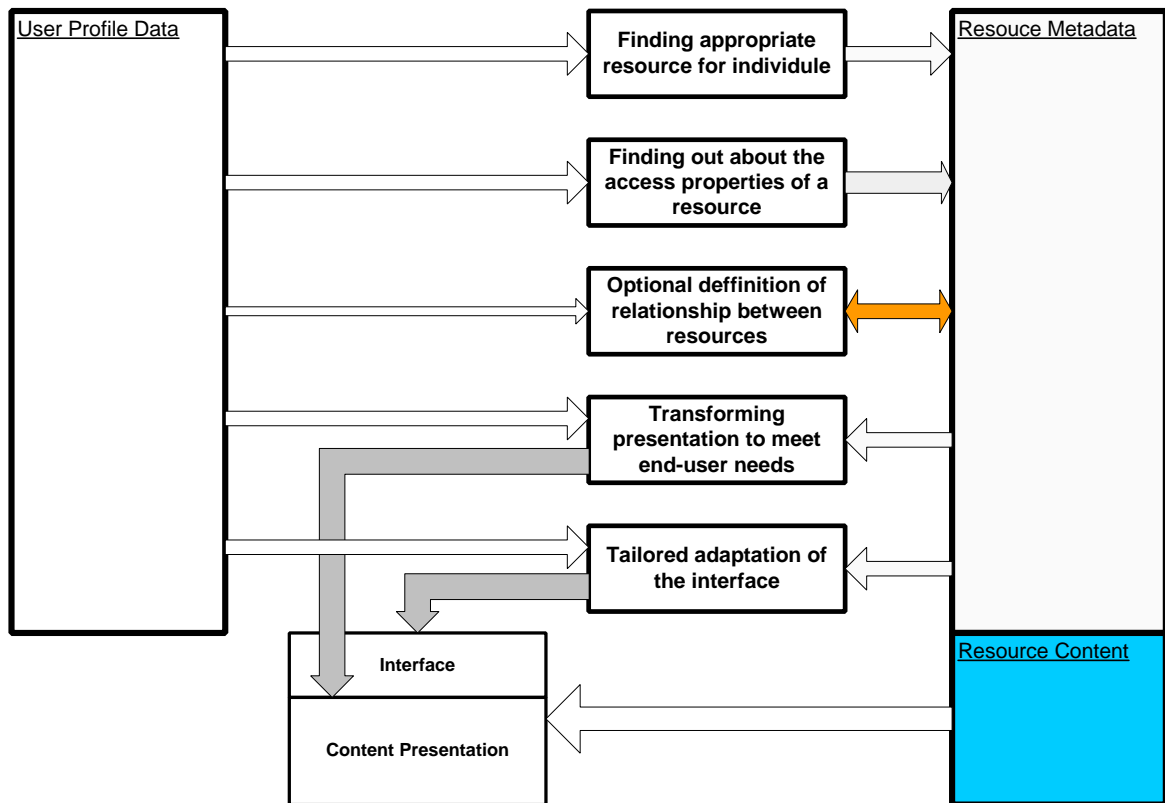 User Profile Data
Finding appropriate
resource for individule
Resouce Metadata
Finding out about the
access properties of a
resource
Optional deffinition of
relationship between
resources
Transforming
presentation to meet
end-user needs
Tailored adaptation of
the interface
Interface
Resource Content
Content Presentation